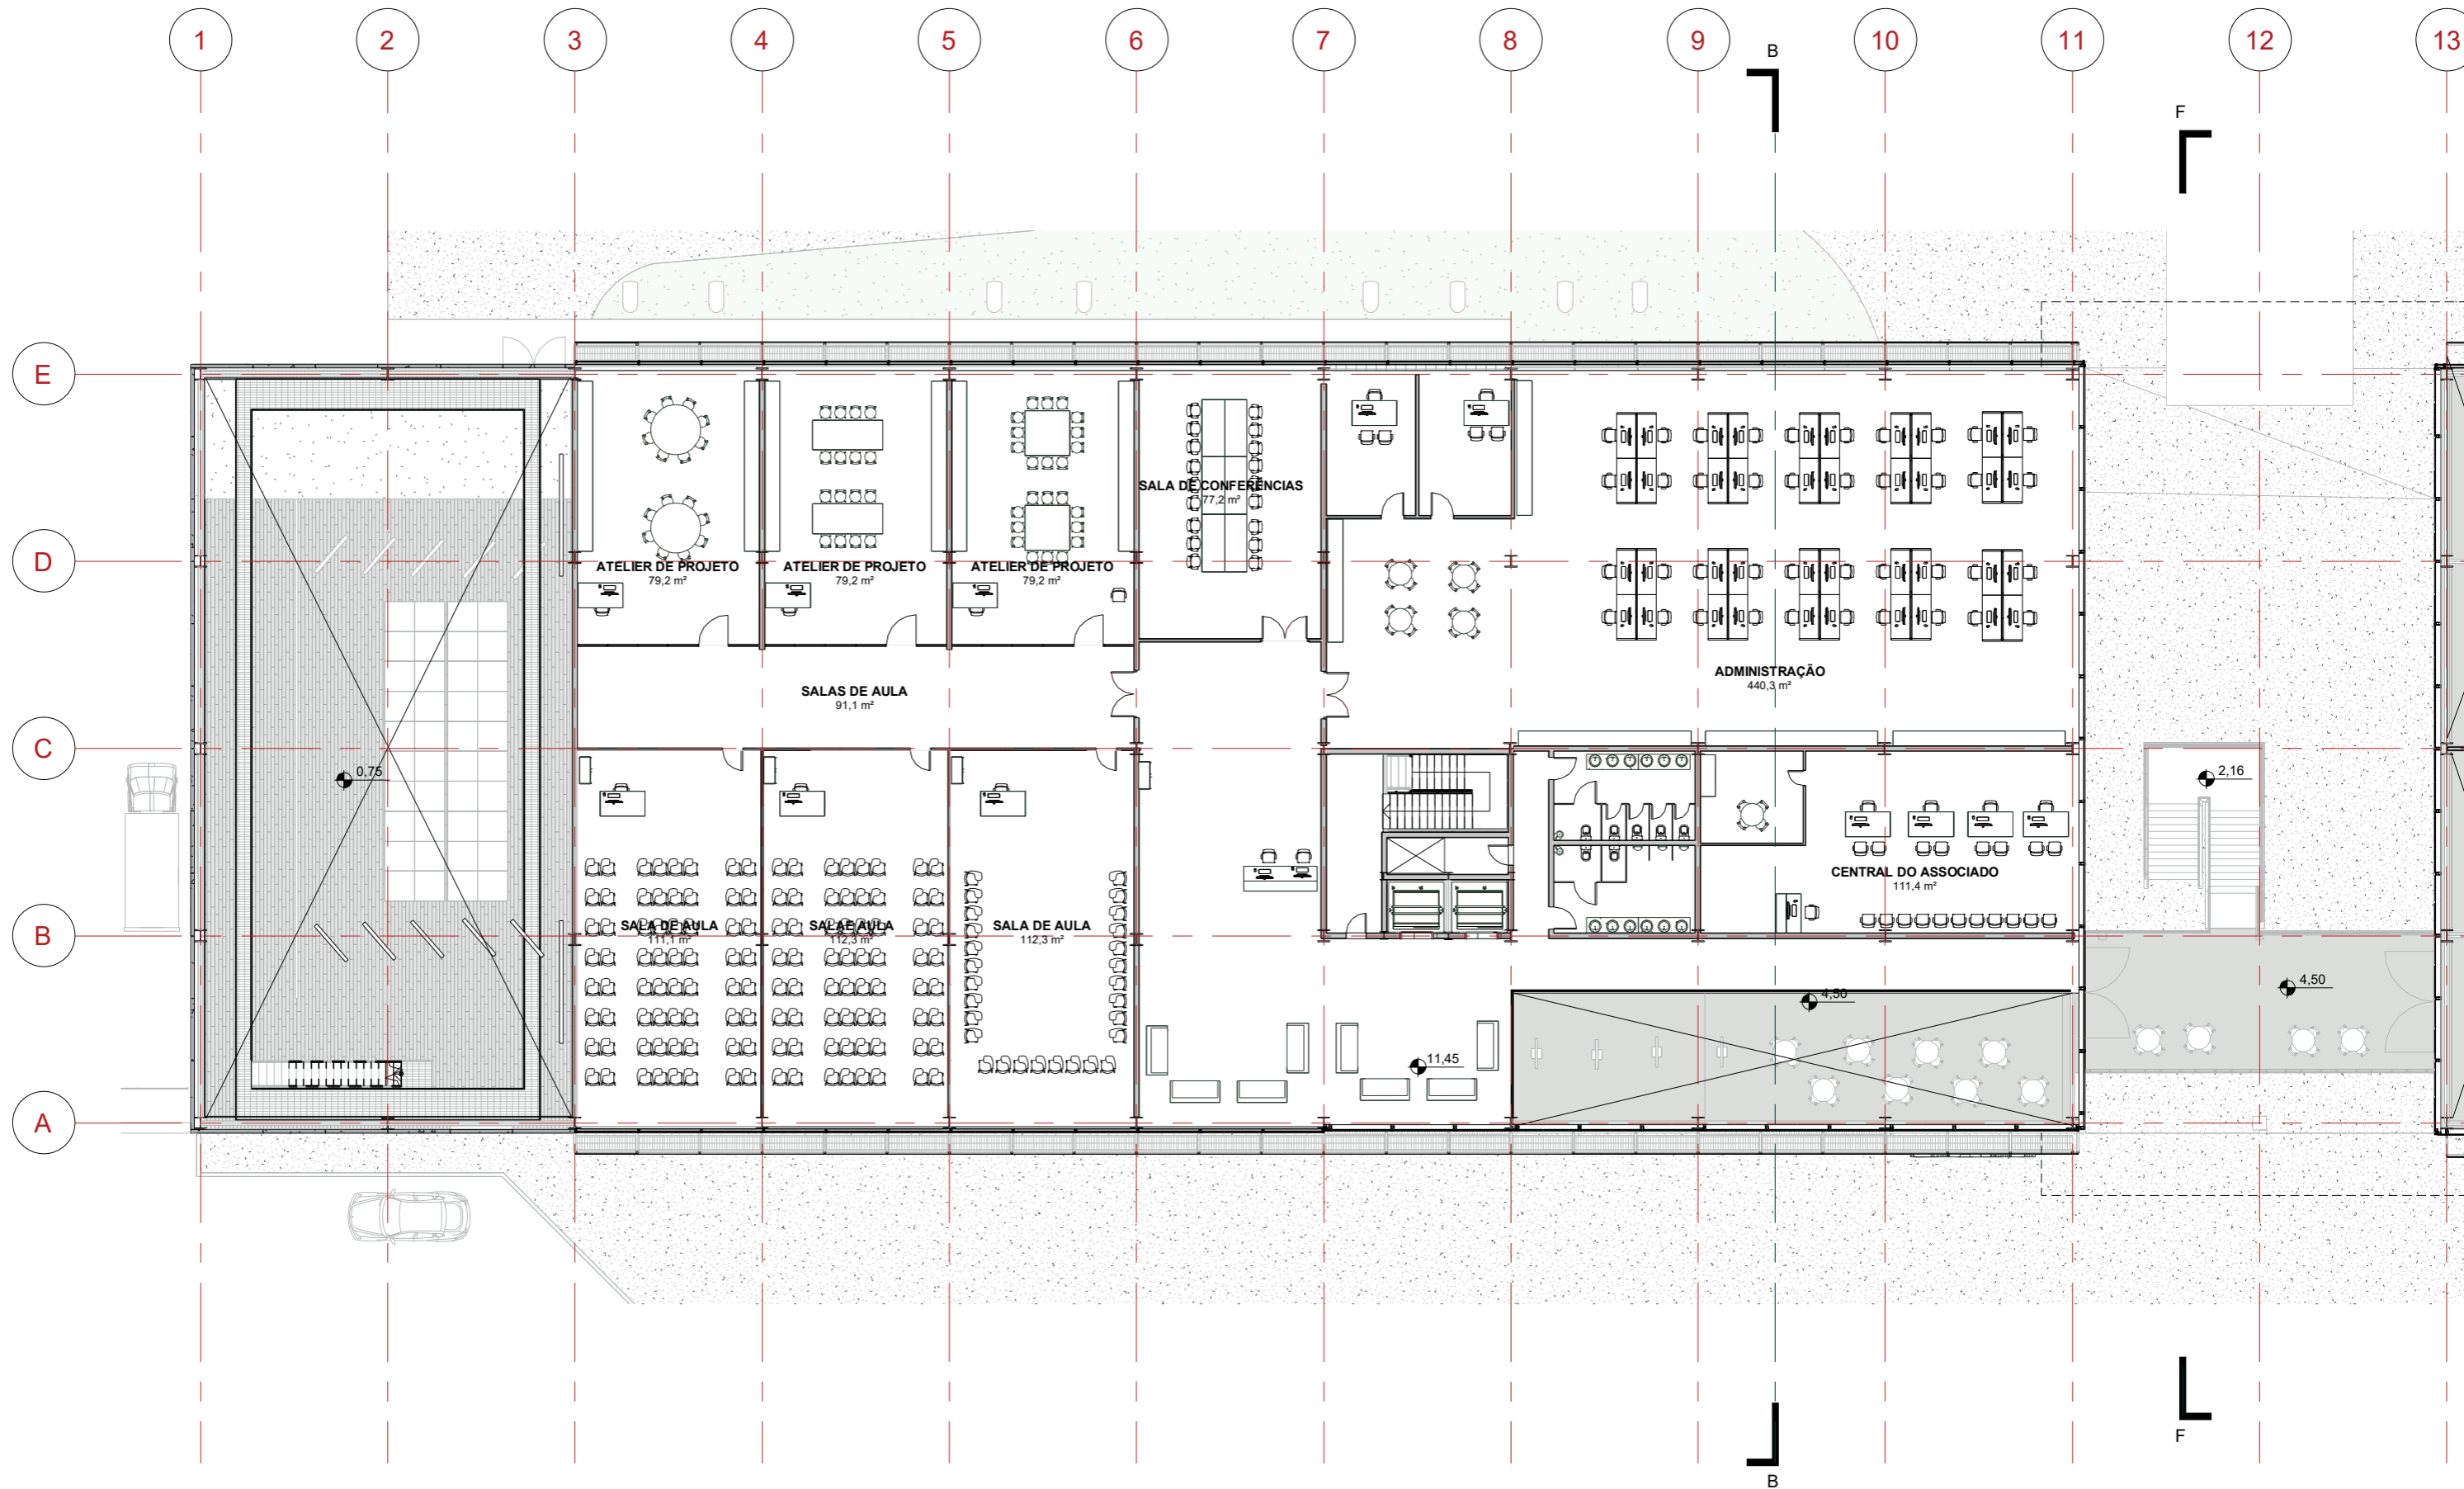 1 2 3 4 5 6 7 8 9 10 11 12 13
B
F
E
SALA DE CONFERÊNCIAS
77,2 m²
D
ATELIER DE PROJETO
79,2 m²
ATELIER DE PROJETO
79,2 m²
ATELIER DE PROJETO
79,2 m²
ADMINISTRAÇÃO
440,3 m²
SALAS DE AULA
91,1 m²
C
0,75
2,16
CENTRAL DO ASSOCIADO
111,4 m²
B
SALA DE AULA
111,1 m²
SALAE AULA
112,3 m²
SALA DE AULA
112,3 m²
4,50
4,50
11,45
A
F
B